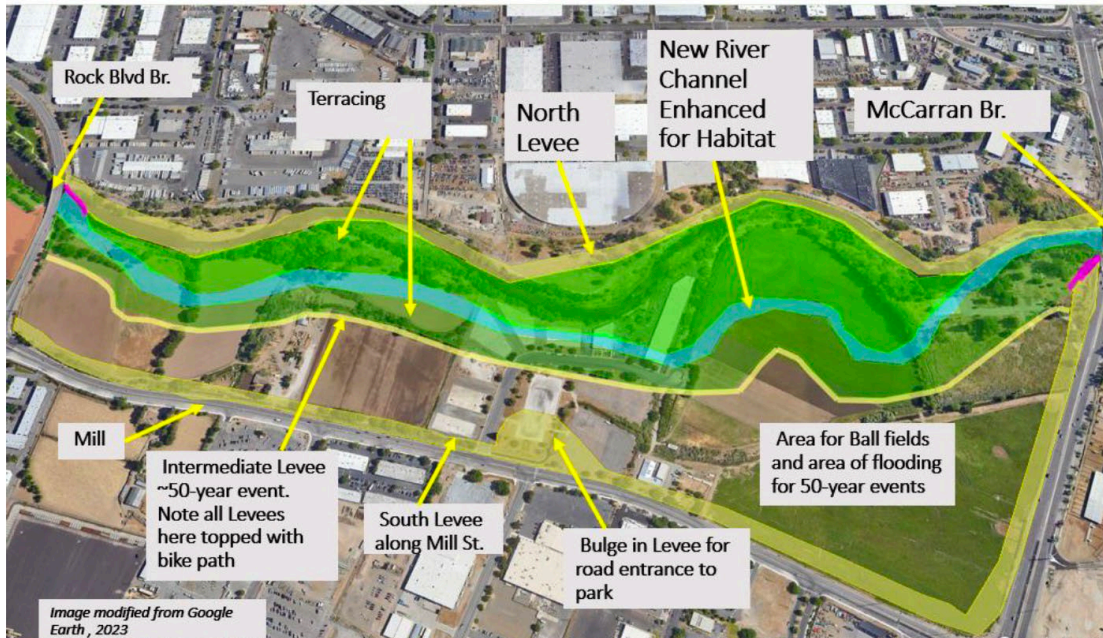 Rock Blvd Br.
Terracing
North
Levee
New River
Channel
Enhanced
for Habitat
McCarran Br.
Mill
Intermediate Levee
~50-year event.
Note all Levees
here topped with
bike path
South Levee
along Mill St.
Bulge in Levee for
road entrance to
park
Area for Ball fields
and area of flooding
for 50-year events
Image modified from Google
Earth , 2023